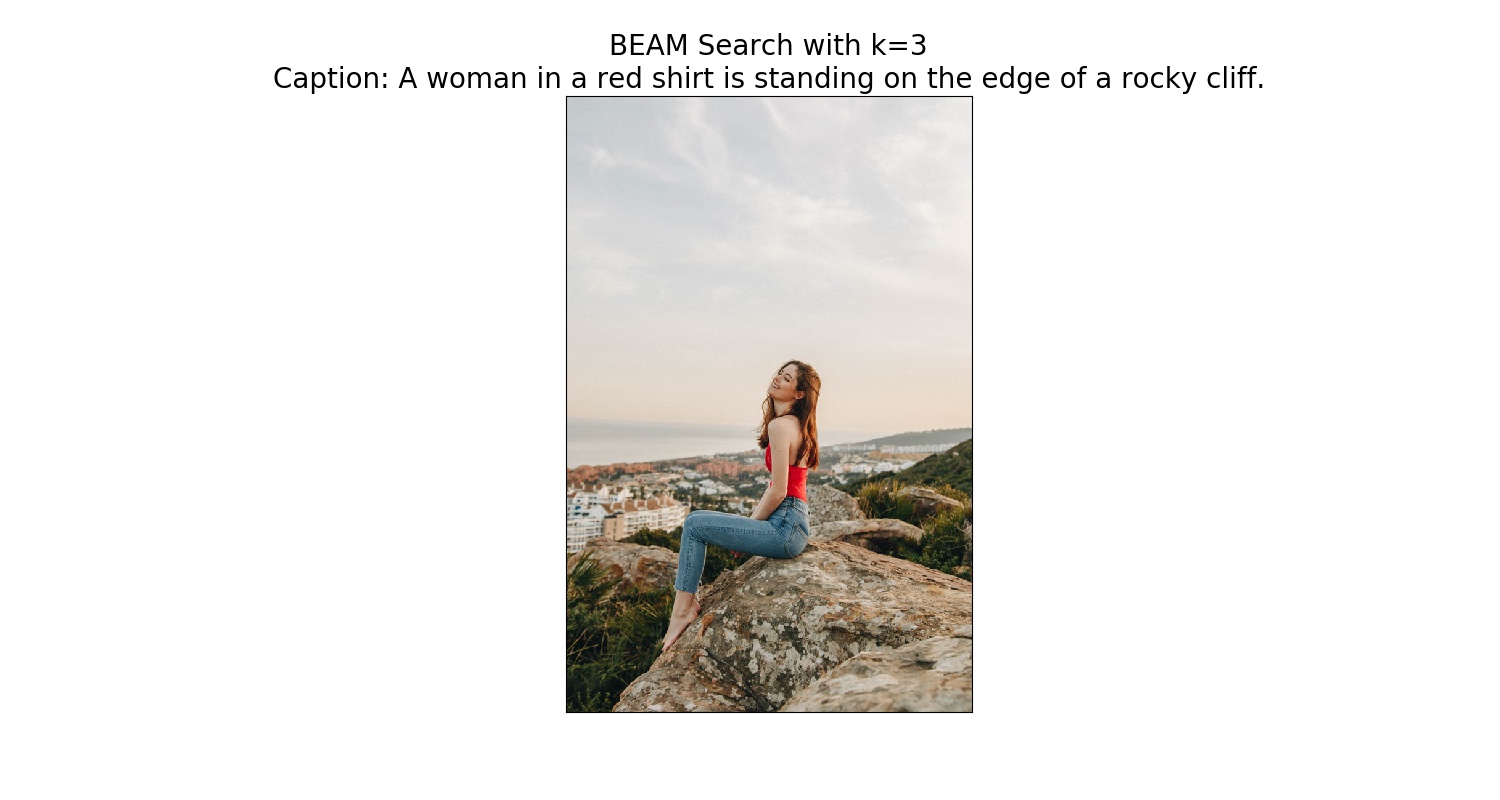 BEAM Search with k=3
Caption: A woman in a red shirt is standing on the edge of a rocky cliff.